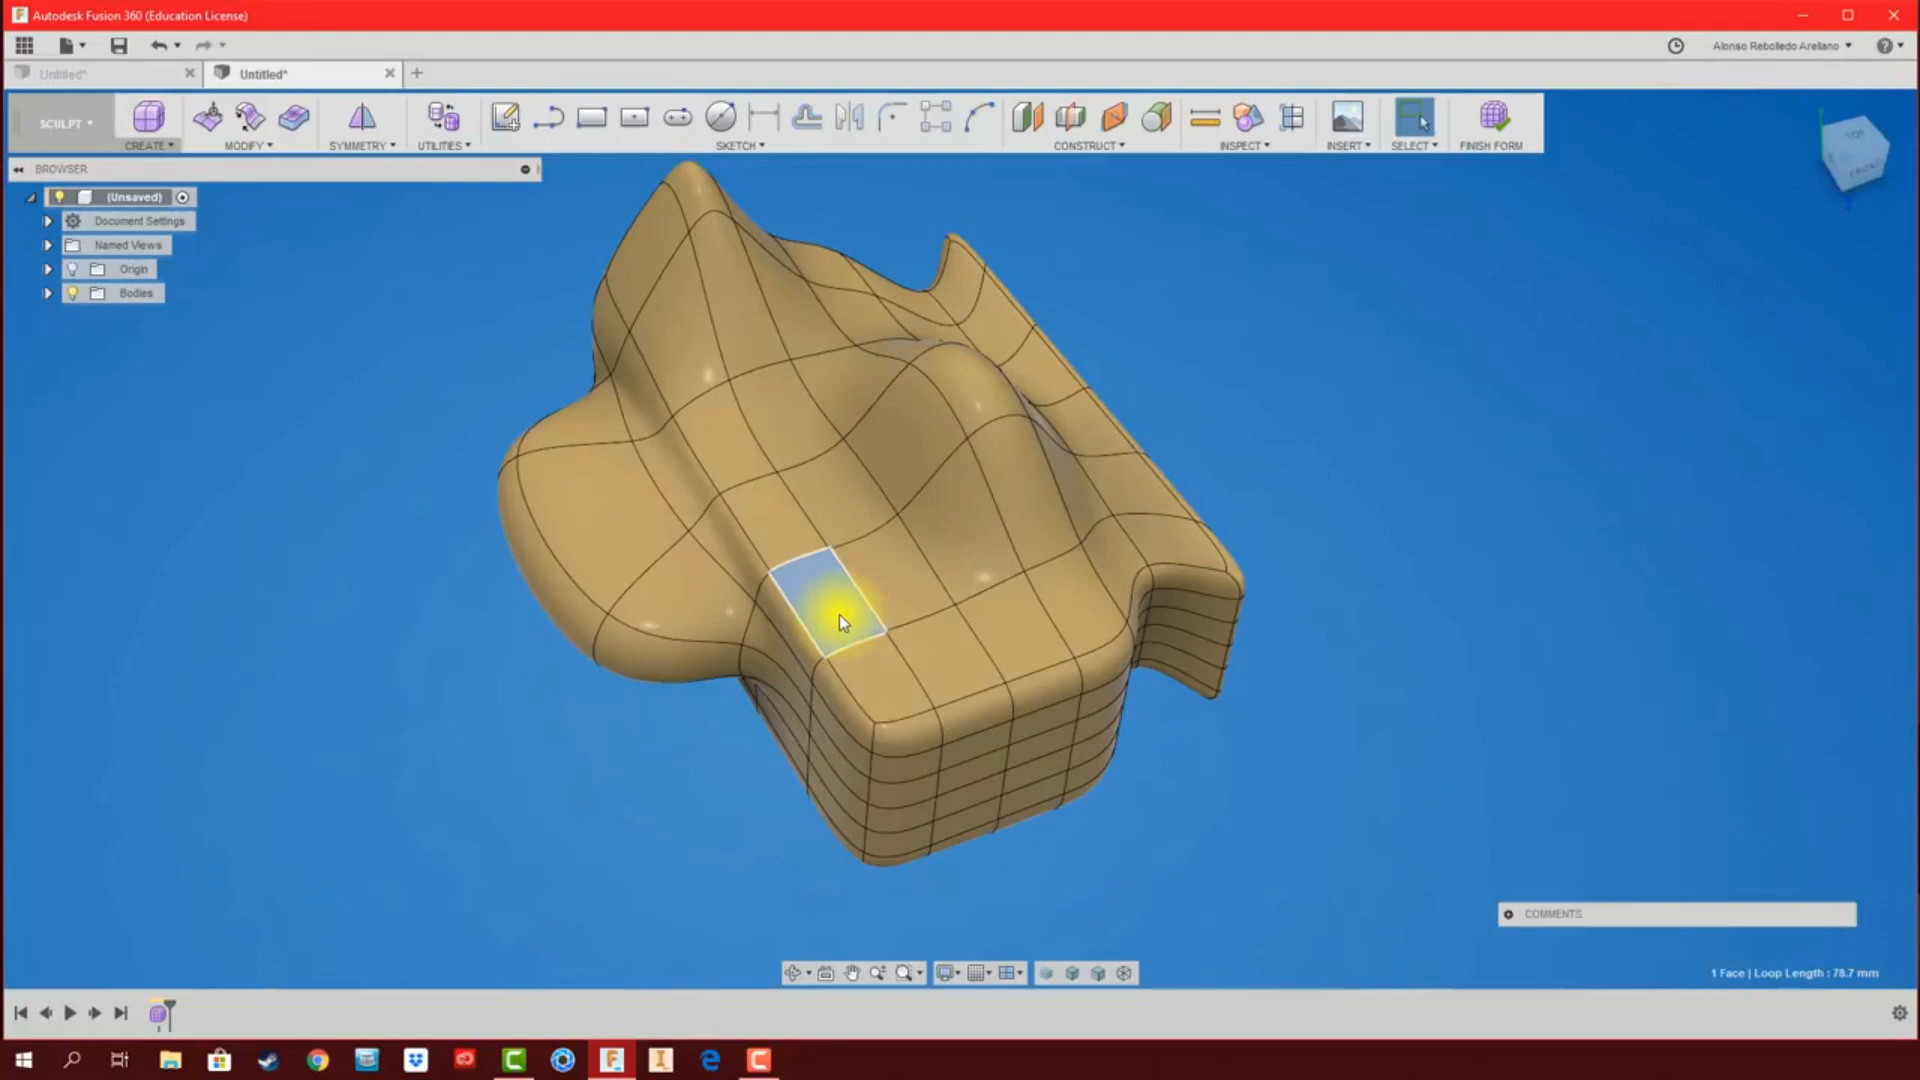 Autodesk Fusion 360 (Education License)
Alonso Rebolledo Arellano
Untitled*
Untitled*
SCULPT
CREATE
MODIFY
SYMMETRY
UTILITIES
SKETCH
CONSTRUCT
INSPECT
INSERT
SELECT
FINISH FORM
BROWSER
(Unsaved)
Document Settings
Named Views
Origin
Bodies
TOP
FRONT
COMMENTS
1 Face | Loop Length : 78.7 mm